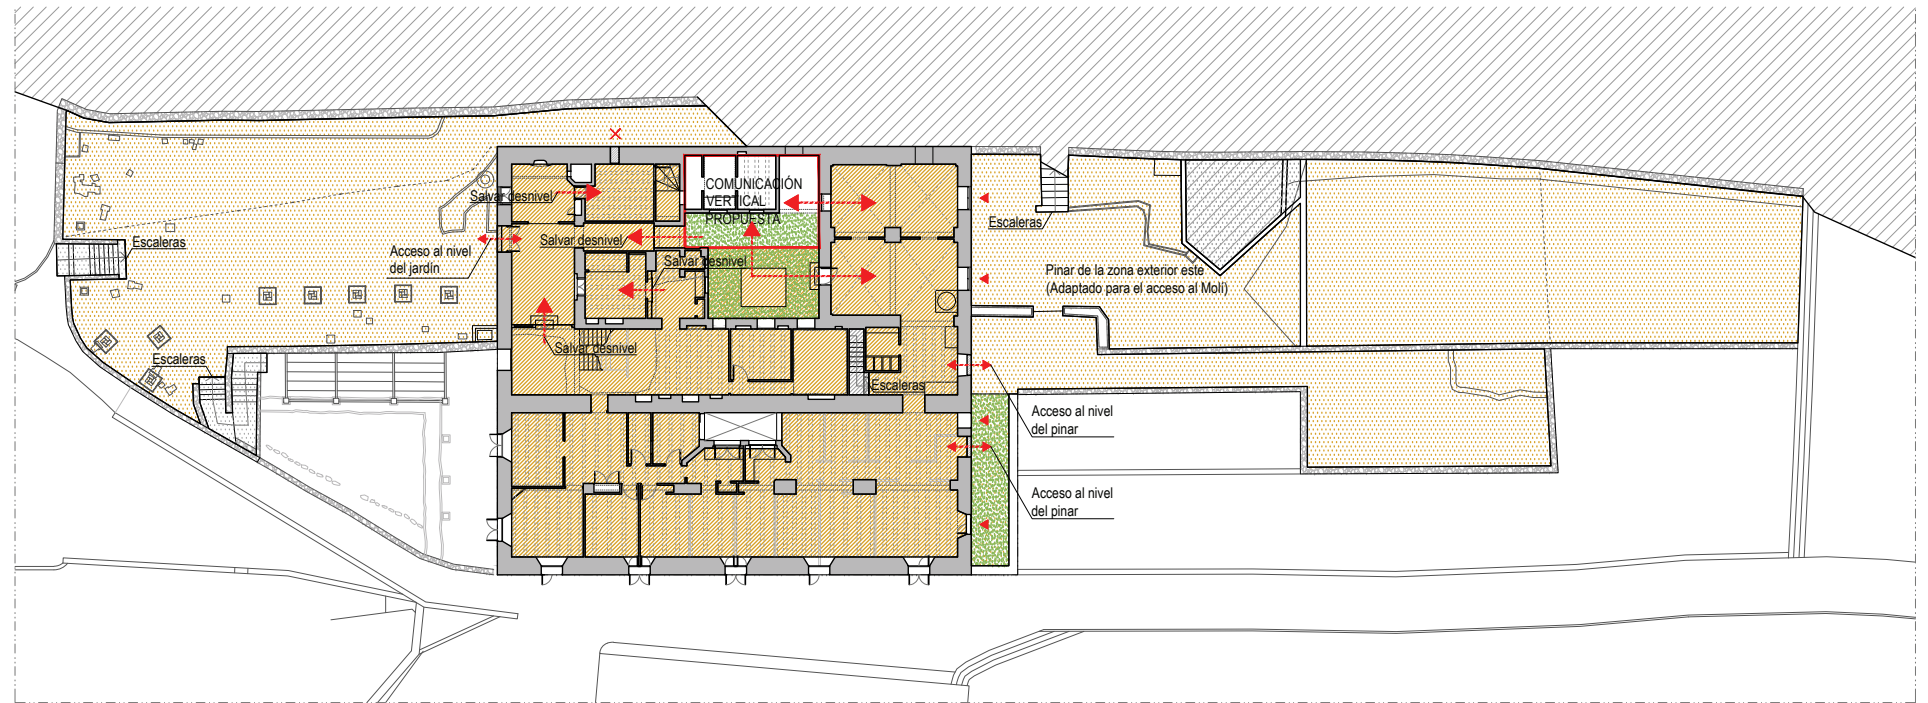 COMUNICACIÓN
VERTICAL
PROPUESTA
Salvar desnivel
Escaleras
Salvar desnivel
Escaleras
Acceso al nivel
del jardín
Salvar desnivel
Pinar de la zona exterior este
(Adaptado para el acceso al Molí)
Salvar desnivel
Escaleras
Escaleras
Acceso al nivel
del pinar
Acceso al nivel
del pinar